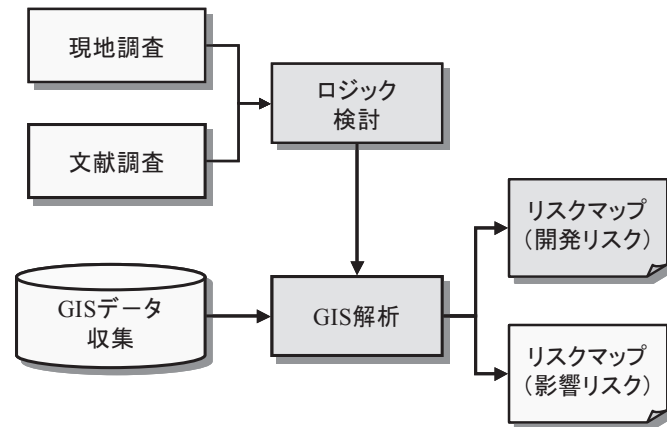 現地調査
文献調査
ロジック
検討
GISデータ
収集
GIS解析
リスクマップ
（開発リスク）
リスクマップ
（影響リスク）